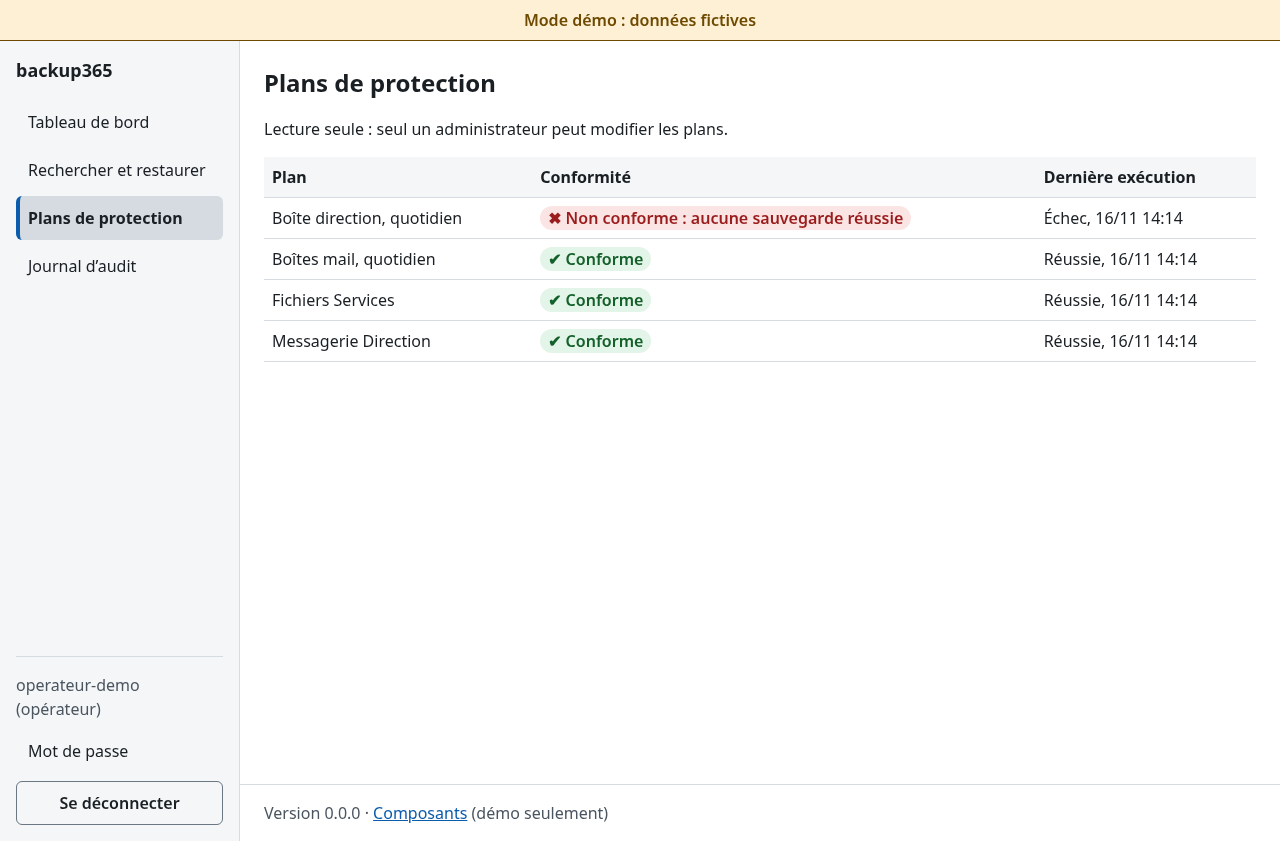 Mode démo : données fictives
backup365
Tableau de bord
Rechercher et restaurer
Plans de protection
Journal d’audit
operateur-demo
(opérateur)
Mot de passe
Se déconnecter
Plans de protection
Lecture seule : seul un administrateur peut modifier les plans.
Plan Conformité Dernière exécution
Boîte direction, quotidien ✖ Non conforme : aucune sauvegarde réussie Échec, 16/11 14:14
Boîtes mail, quotidien ✔ Conforme Réussie, 16/11 14:14
Fichiers Services ✔ Conforme Réussie, 16/11 14:14
Messagerie Direction ✔ Conforme Réussie, 16/11 14:14
Version 0.0.0 · Composants (démo seulement)